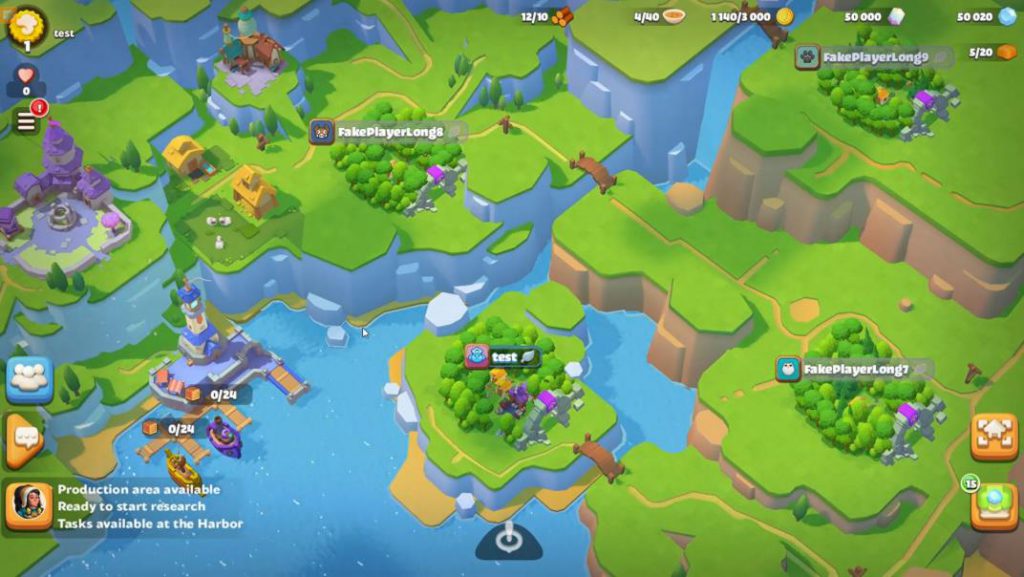 12/10
4/40
1 140/3 000
50 000
50 020
1
test
0
!
5/20
FakePlayerLong9
FakePlayerLong8
test
FakePlayerLong7
0/24
0/24
15
Production area available
Ready to start research
Tasks available at the Harbor